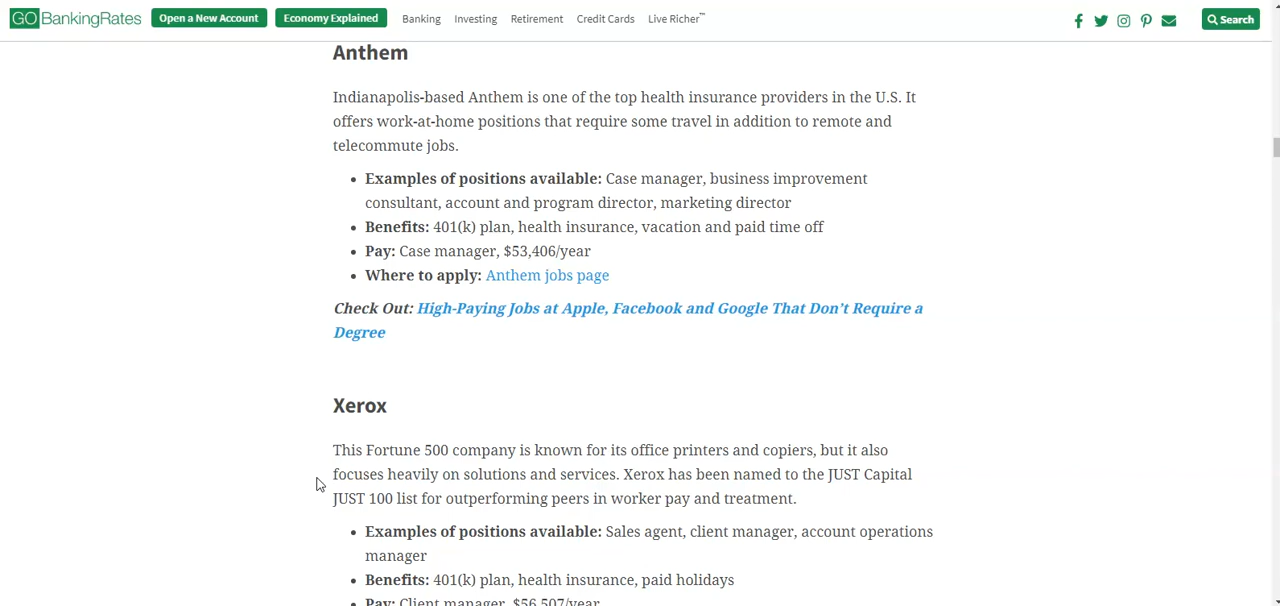 GOBankingRates Open a New Account Economy Explained Banking Investing Retirement Credit Cards Live Richer™ Search
Anthem
Indianapolis-based Anthem is one of the top health insurance providers in the U.S. It
offers work-at-home positions that require some travel in addition to remote and
telecommute jobs.
• Examples of positions available: Case manager, business improvement
consultant, account and program director, marketing director
• Benefits: 401(k) plan, health insurance, vacation and paid time off
• Pay: Case manager, $53,406/year
• Where to apply: Anthem jobs page
Check Out: High-Paying Jobs at Apple, Facebook and Google That Don’t Require a
Degree
Xerox
This Fortune 500 company is known for its office printers and copiers, but it also
focuses heavily on solutions and services. Xerox has been named to the JUST Capital
JUST 100 list for outperforming peers in worker pay and treatment.
• Examples of positions available: Sales agent, client manager, account operations
manager
• Benefits: 401(k) plan, health insurance, paid holidays
• Pay: Client manager, $56,507/year